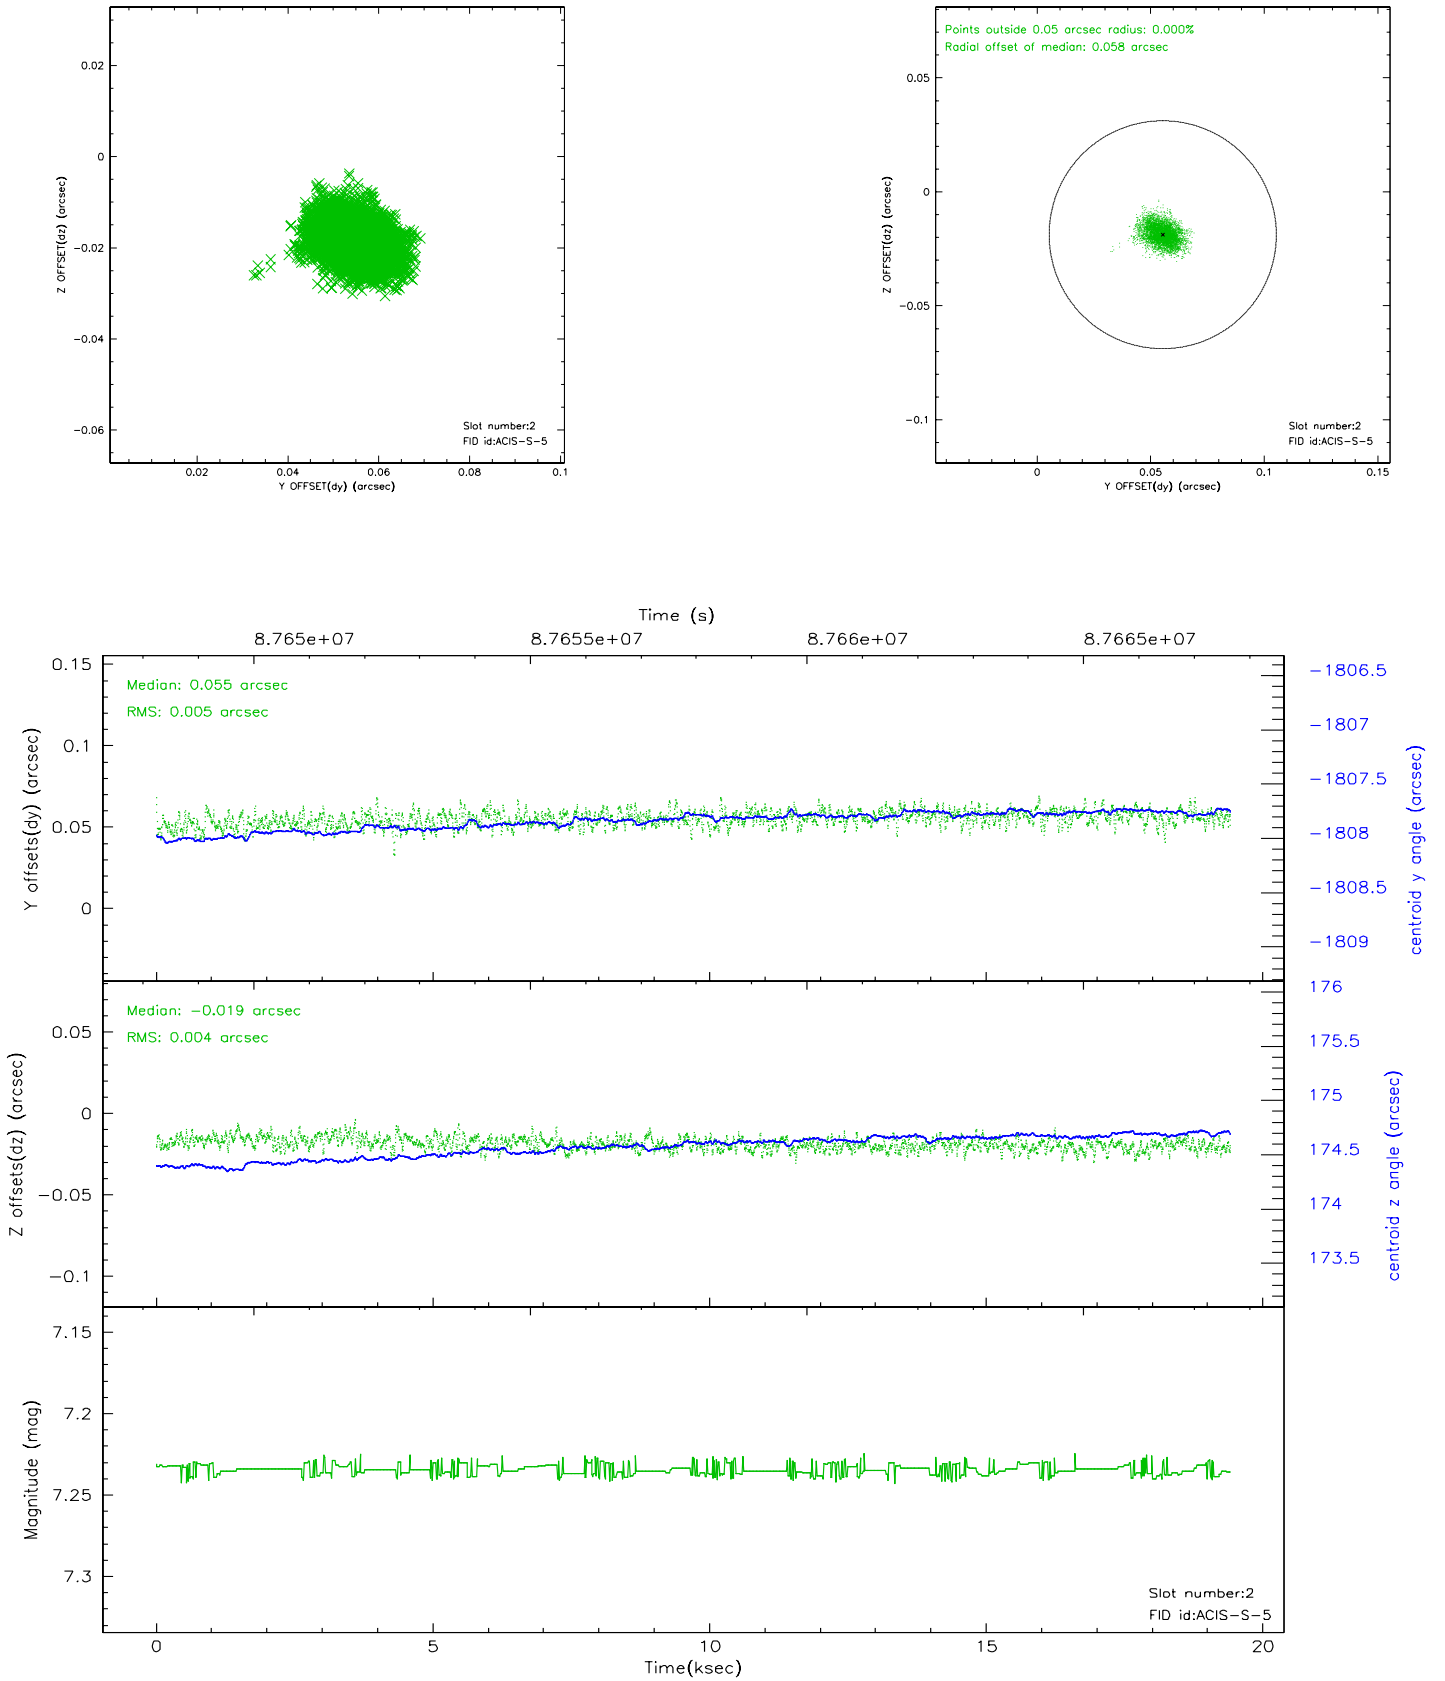 0.02
0
−0.02
−0.04
−0.06
Z OFFSET(dz) (arcsec)
Slot number:2
FID id:ACIS−S−5
0.02 0.04 0.06 0.08 0.1
Y OFFSET(dy) (arcsec)
Points outside 0.05 arcsec radius: 0.000%
Radial offset of median: 0.058 arcsec
0.05
0
−0.05
−0.1
Z OFFSET(dz) (arcsec)
Slot number:2
FID id:ACIS−S−5
0 0.05 0.1 0.15
Y OFFSET(dy) (arcsec)
Time (s)
8.765e+07 8.7655e+07 8.766e+07 8.7665e+07
Median: 0.055 arcsec
RMS: 0.005 arcsec
0.15
0.1
0.05
0
Y offsets(dy) (arcsec)
−1806.5
−1807
−1807.5
−1808
−1808.5
−1809
centroid y angle (arcsec)
Median: −0.019 arcsec
RMS: 0.004 arcsec
0.05
0
−0.05
−0.1
Z offsets(dz) (arcsec)
176
175.5
175
174.5
174
173.5
centroid z angle (arcsec)
7.15
7.2
7.25
7.3
Magnitude (mag)
Slot number:2
FID id:ACIS−S−5
0 5 10 15 20
Time(ksec)